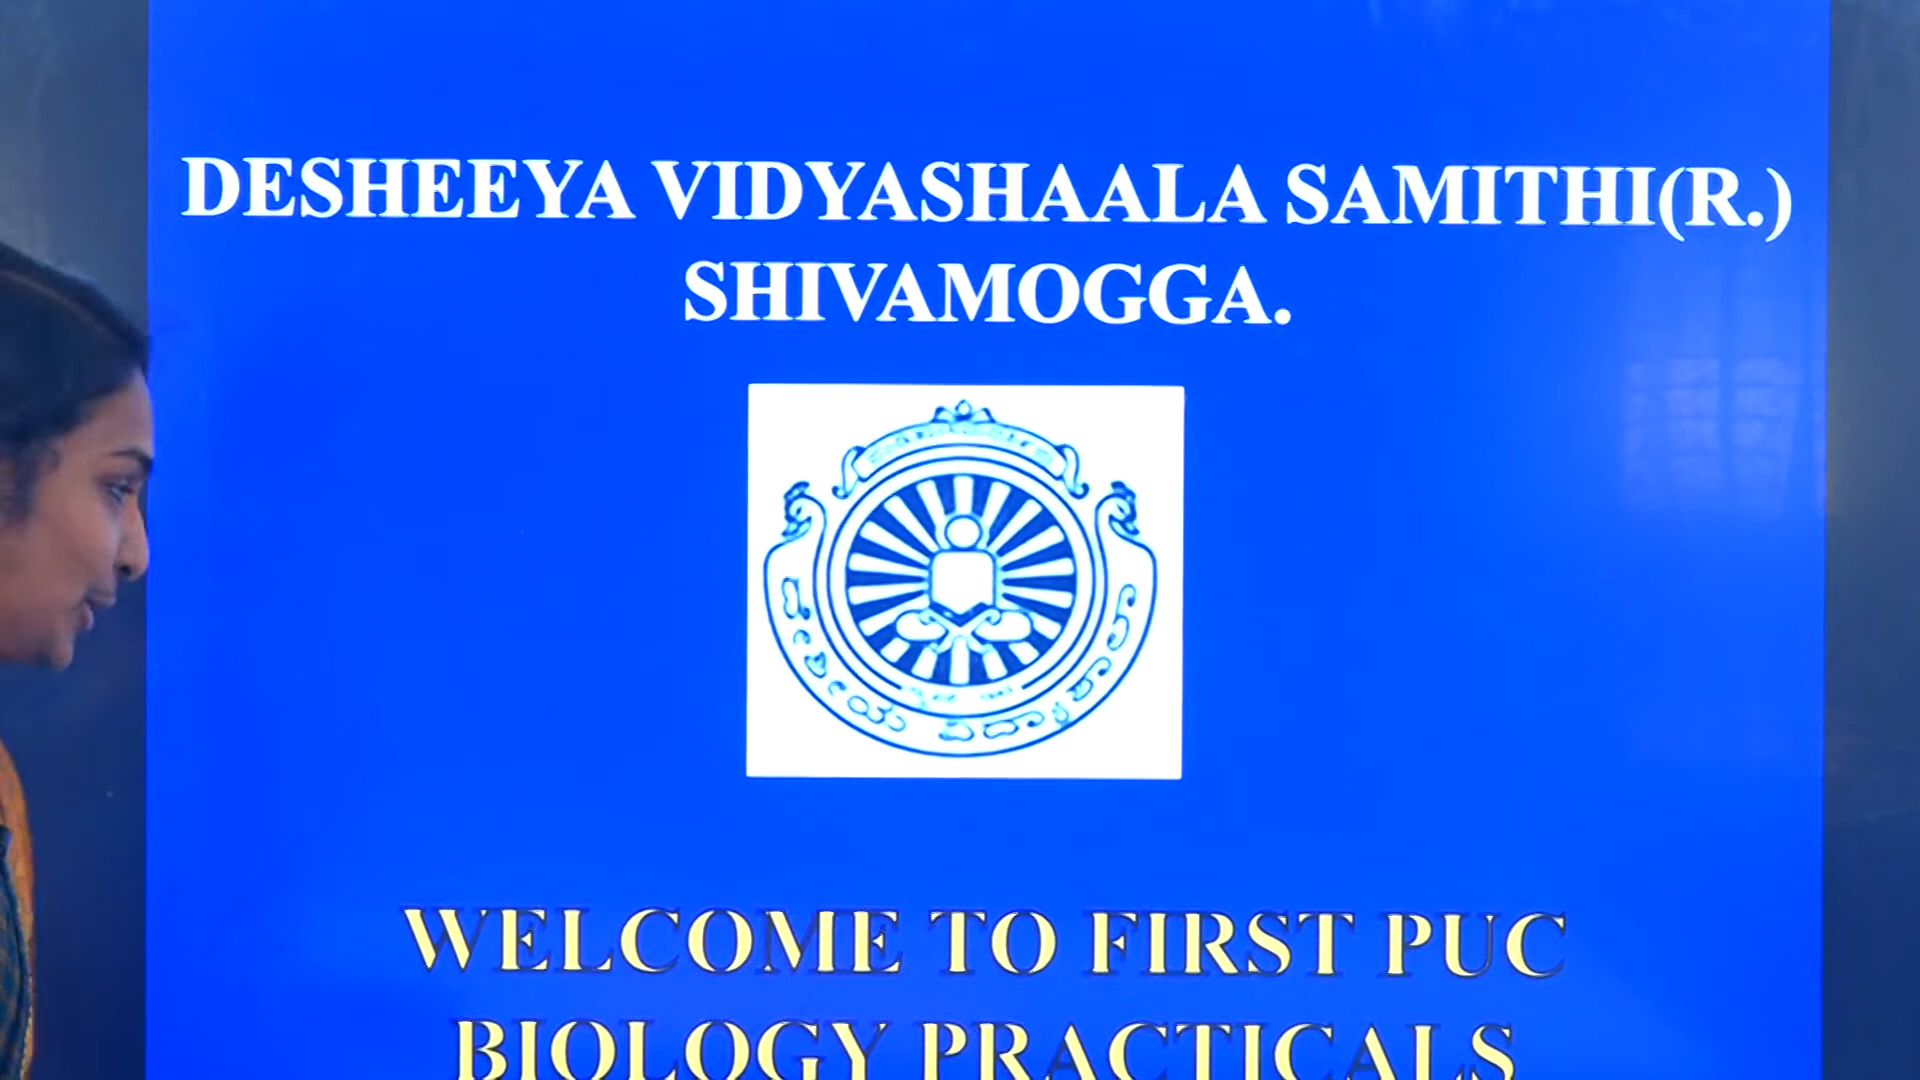 DESHEEYA VIDYASHAALA SAMITHI(R.)
SHIVAMOGGA.
WELCOME TO FIRST PUC
BIOLOGY PRACTICALS